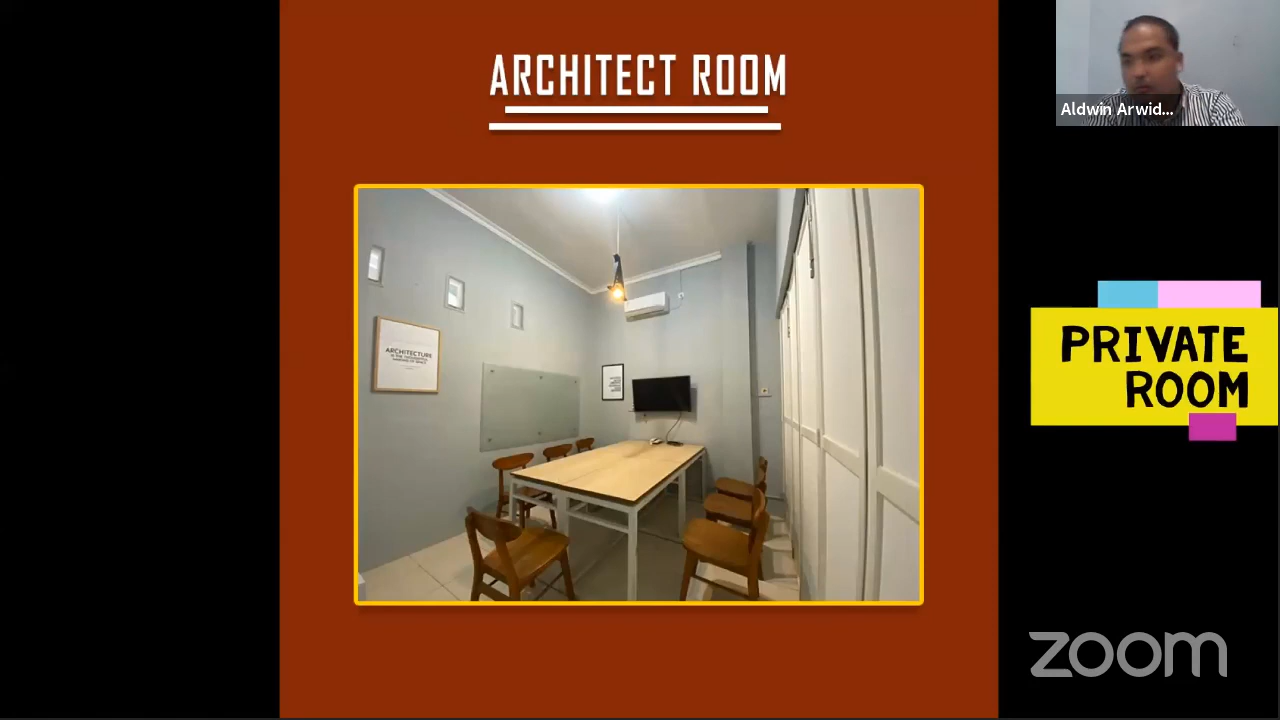 ARCHITECT ROOM
Aldwin Arwid...
ARCHITECTURE
PRIVATE
ROOM
zoom